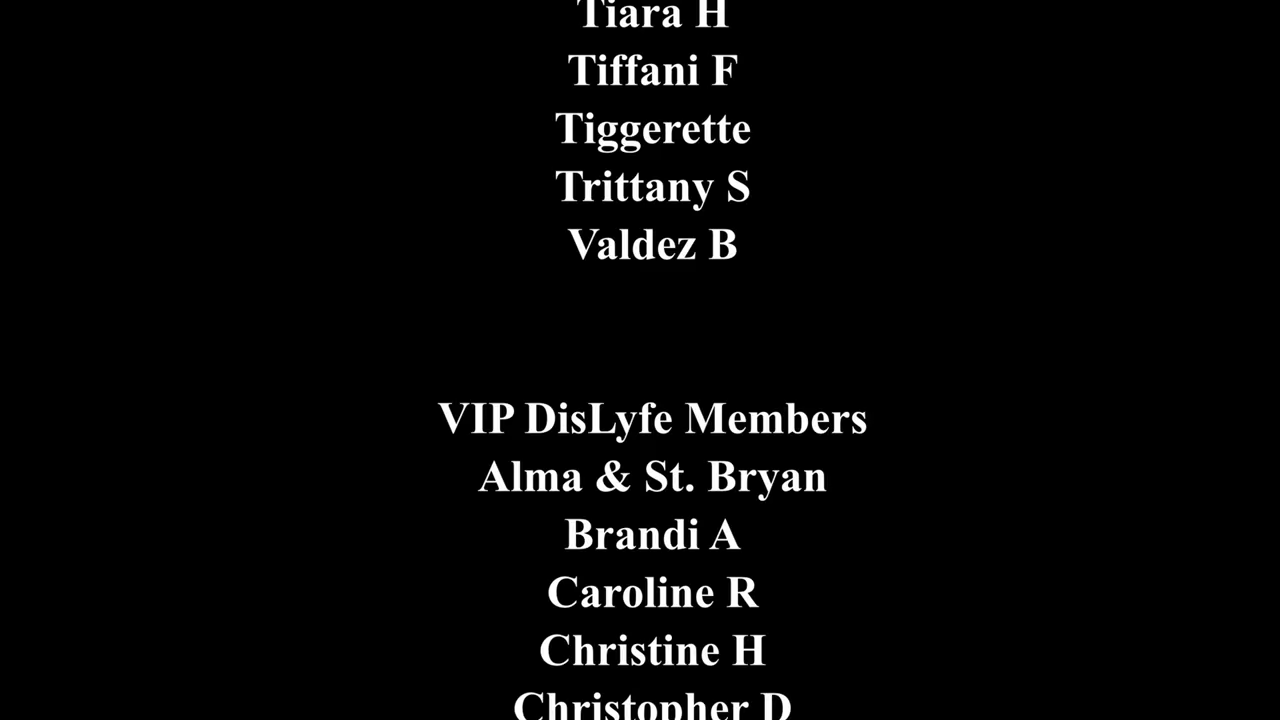 Tiara H
Tiffani F
Tiggerette
Trittany S
Valdez B
VIP DisLyfe Members
Alma & St. Bryan
Brandi A
Caroline R
Christine H
Christopher D